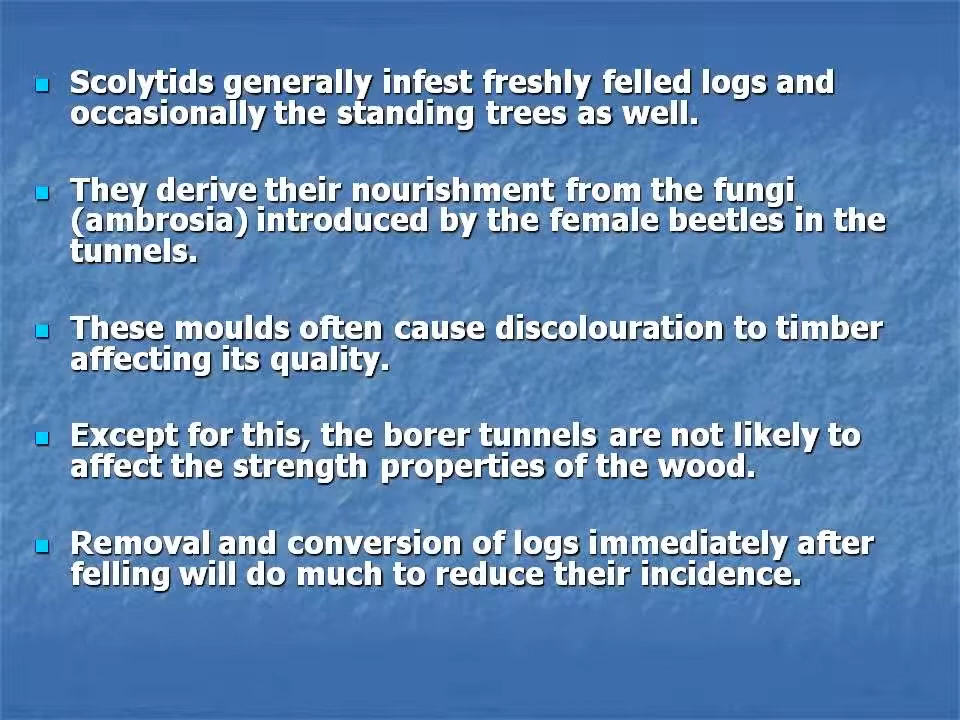 Scolytids generally infest freshly felled logs and
occasionally the standing trees as well.
They derive their nourishment from the fungi
(ambrosia) introduced by the female beetles in the
tunnels.
These moulds often cause discolouration to timber
affecting its quality.
Except for this, the borer tunnels are not likely to
affect the strength properties of the wood.
Removal and conversion of logs immediately after
felling will do much to reduce their incidence.